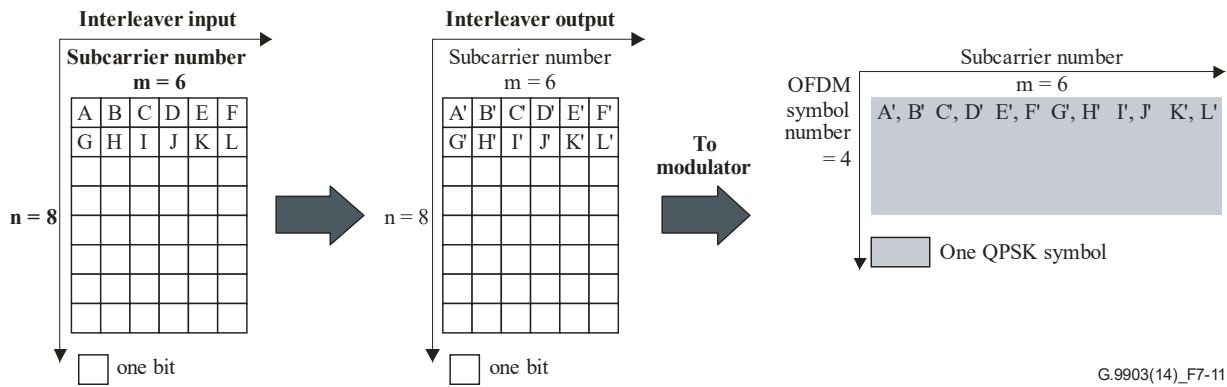 Interleaver input
Subcarrier number
m = 6
A B C D E F
G H I J K L
n = 8
one bit
Interleaver output
Subcarrier number
m = 6
A' B' C' D' E' F'
G' H' I' J' K' L'
n = 8
one bit
To
modulator
Subcarrier number
m = 6
OFDM
symbol
number
= 4
A', B' C', D' E', F' G', H' I', J' K', L'
One QPSK symbol
G.9903(14)_F7-11